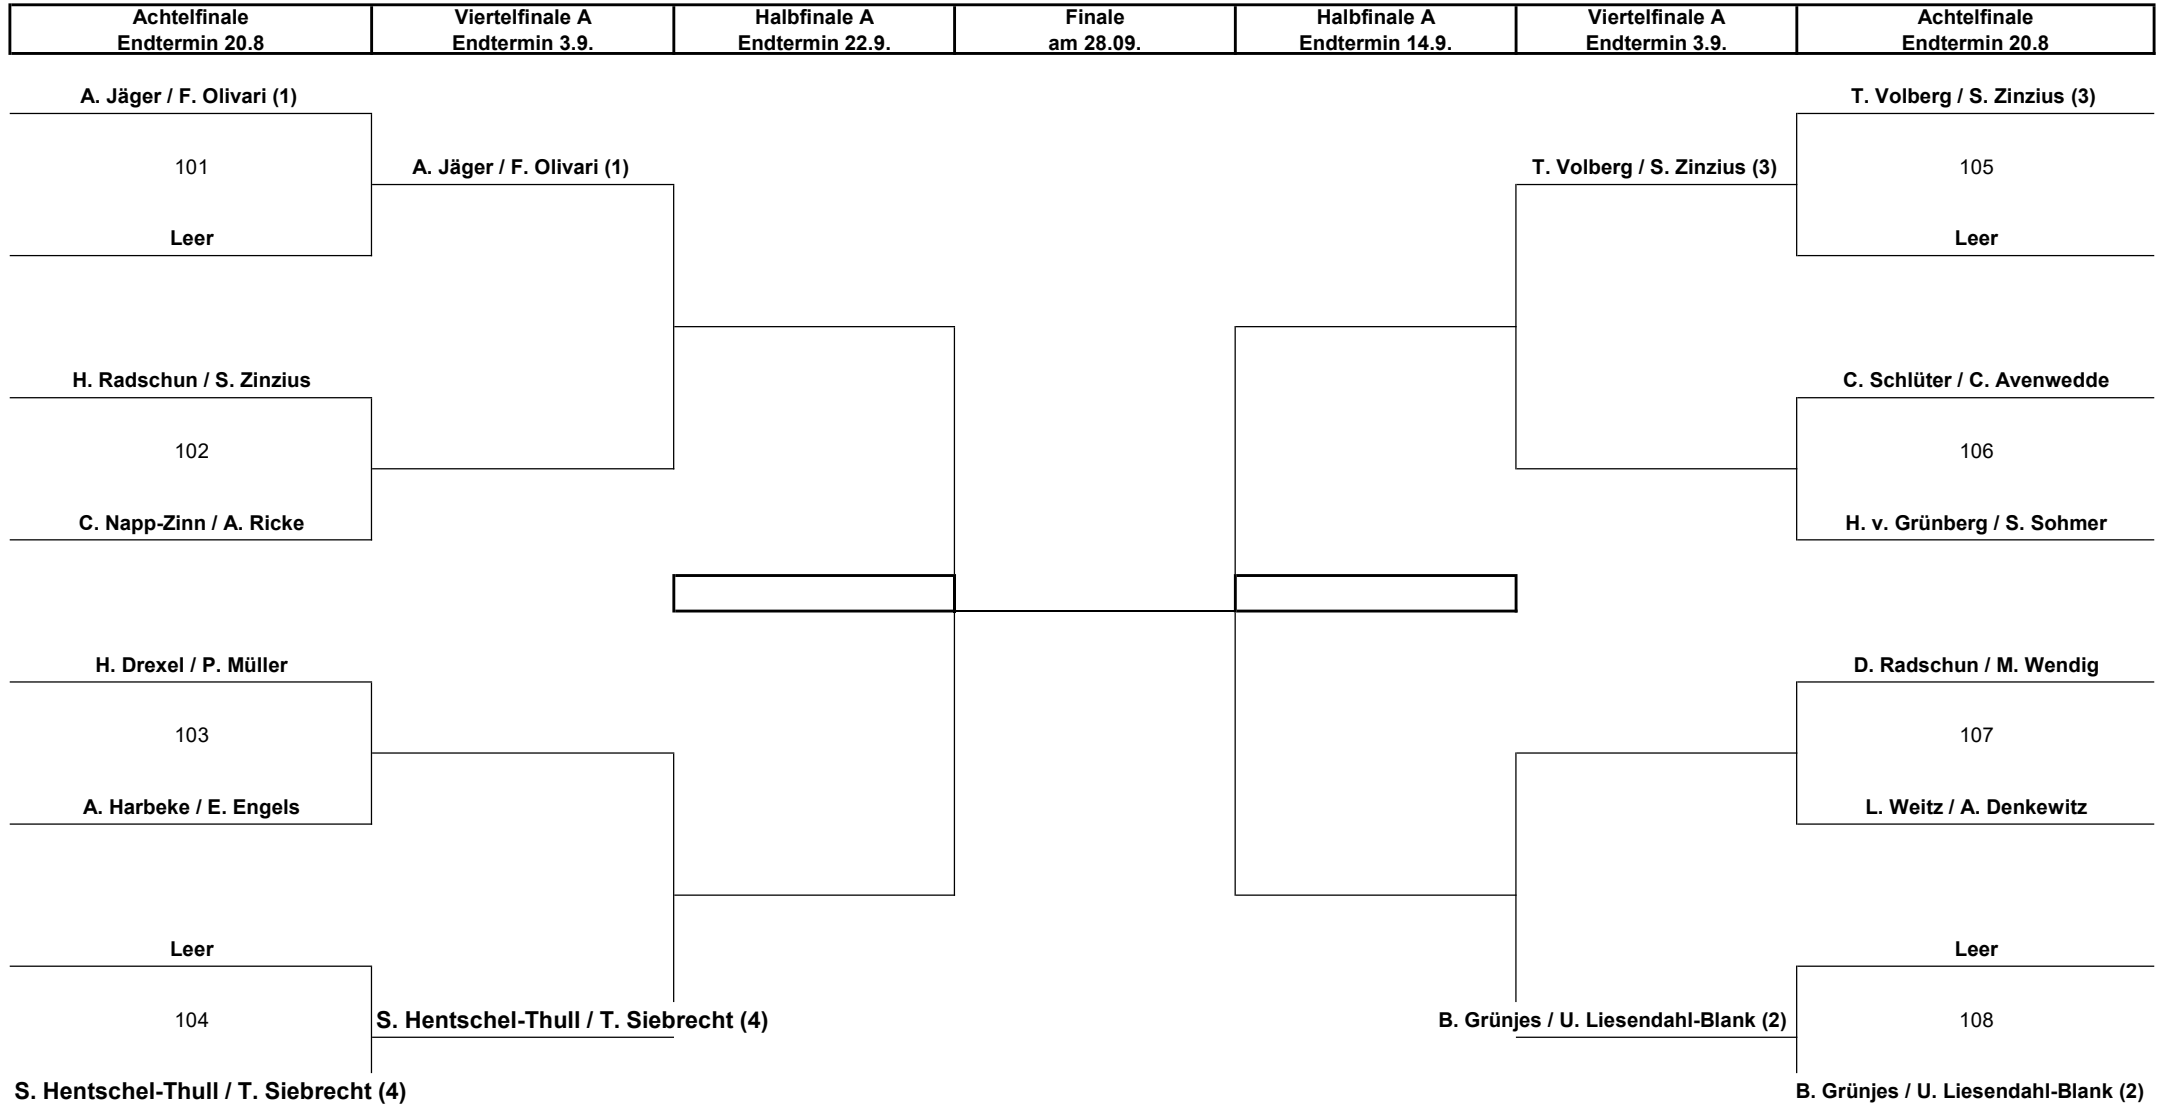 Achtelfinale
Endtermin 20.8
Viertelfinale A
Endtermin 3.9.
Halbfinale A
Endtermin 22.9.
Finale
am 28.09.
Halbfinale A
Endtermin 14.9.
Viertelfinale A
Endtermin 3.9.
Achtelfinale
Endtermin 20.8
A. Jäger / F. Olivari (1)
T. Volberg / S. Zinzius (3)
101
A. Jäger / F. Olivari (1)
T. Volberg / S. Zinzius (3)
105
Leer
Leer
H. Radschun / S. Zinzius
C. Schlüter / C. Avenwedde
102
106
C. Napp-Zinn / A. Ricke
H. v. Grünberg / S. Sohmer
H. Drexel / P. Müller
D. Radschun / M. Wendig
103
107
A. Harbeke / E. Engels
L. Weitz / A. Denkewitz
Leer
Leer
104
S. Hentschel-Thull / T. Siebrecht (4)
B. Grünjes / U. Liesendahl-Blank (2)
108
S. Hentschel-Thull / T. Siebrecht (4)
B. Grünjes / U. Liesendahl-Blank (2)